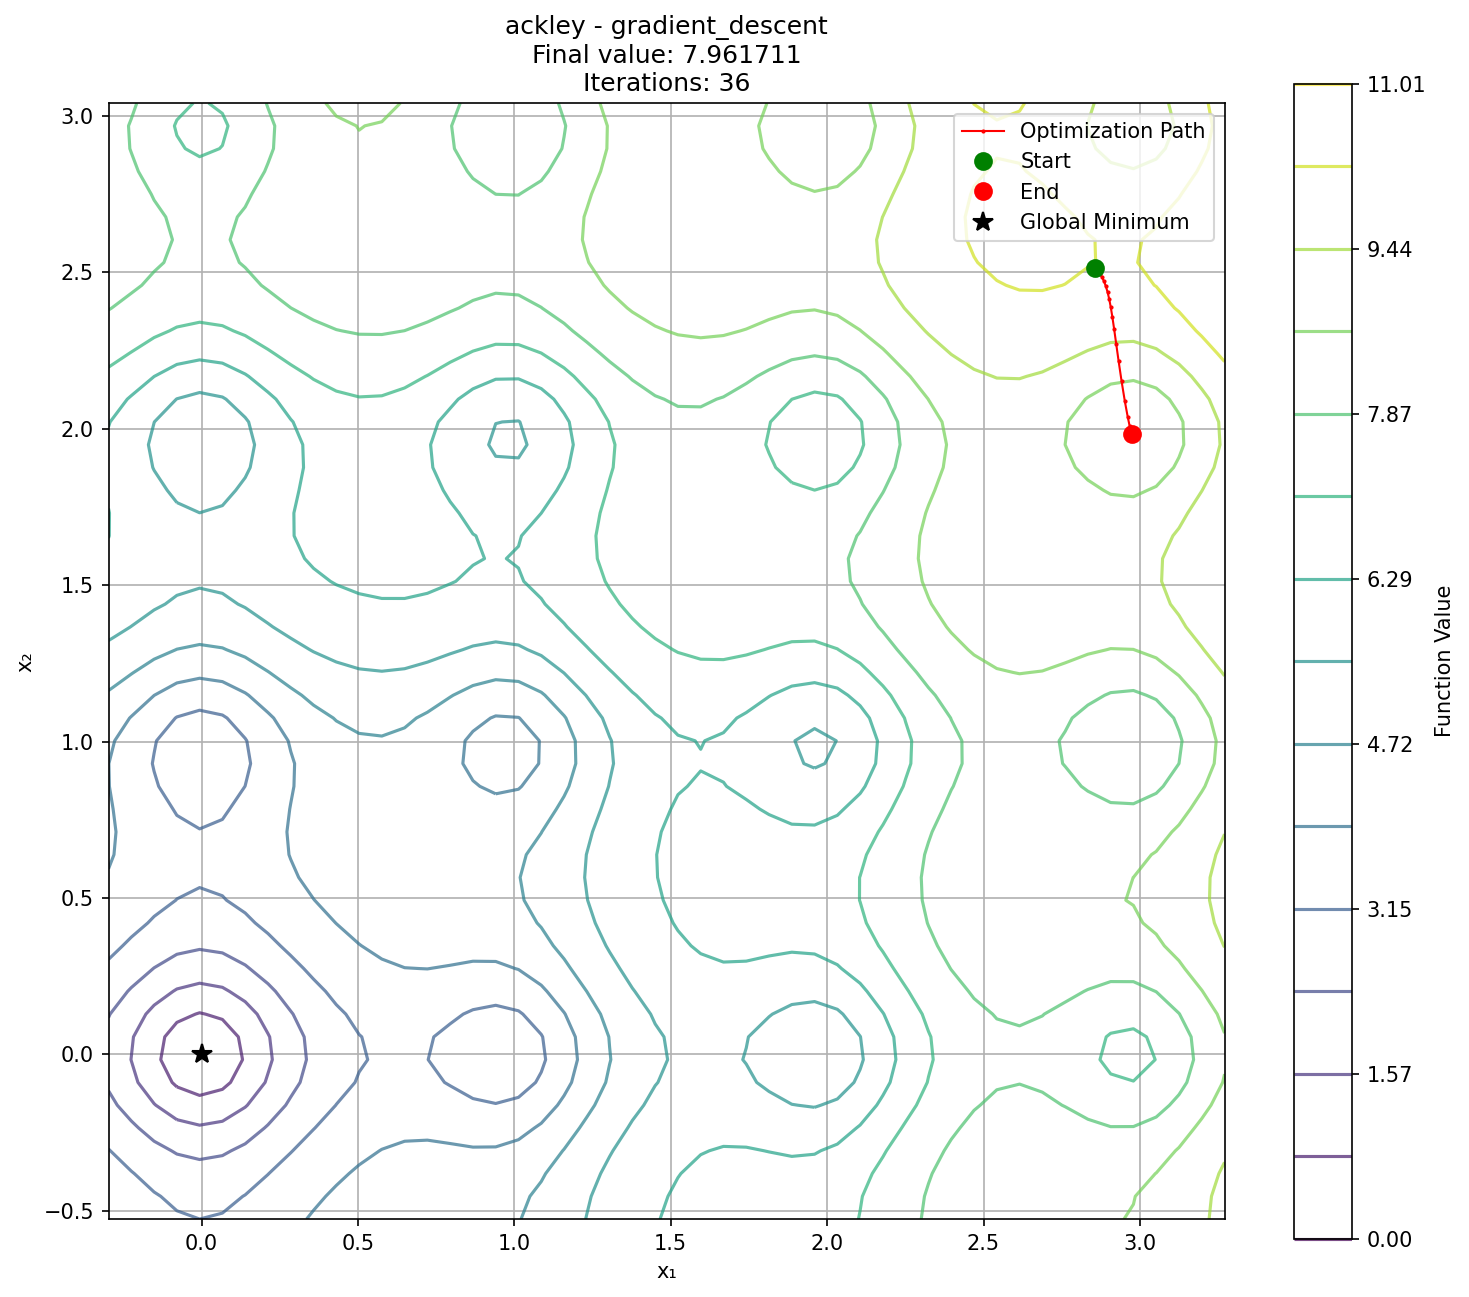 ackley - gradient_descent
Final value: 7.961711
Iterations: 36
Optimization Path
Start
End
Global Minimum
3.0
2.5
2.0
1.5
1.0
0.5
0.0
−0.5
x₂
0.0
0.5
1.0
1.5
2.0
2.5
3.0
x₁
11.01
9.44
7.87
6.29
4.72
3.15
1.57
0.00
Function Value